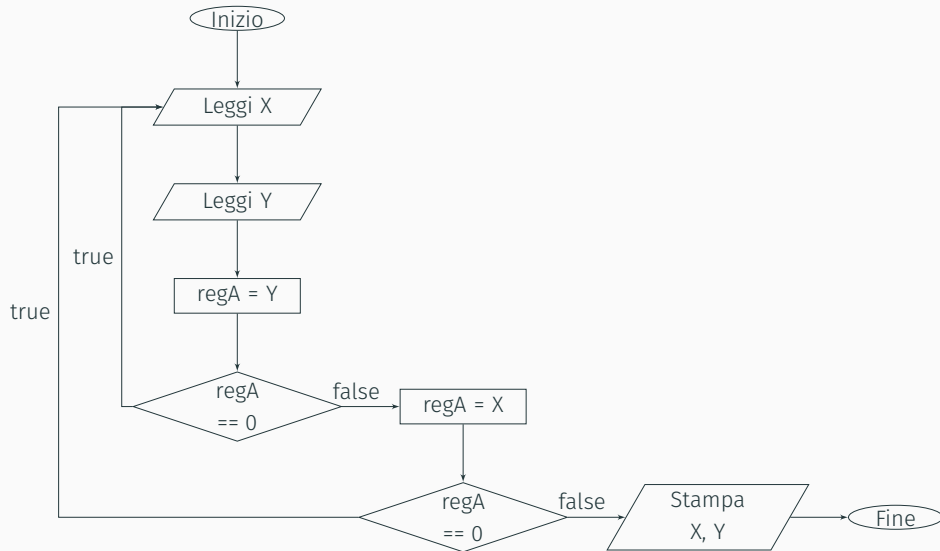 Inizio
Leggi X
Leggi Y
true
regA = Y
true
regA
== 0
false
regA = X
regA
== 0
false
Stampa
X, Y
Fine